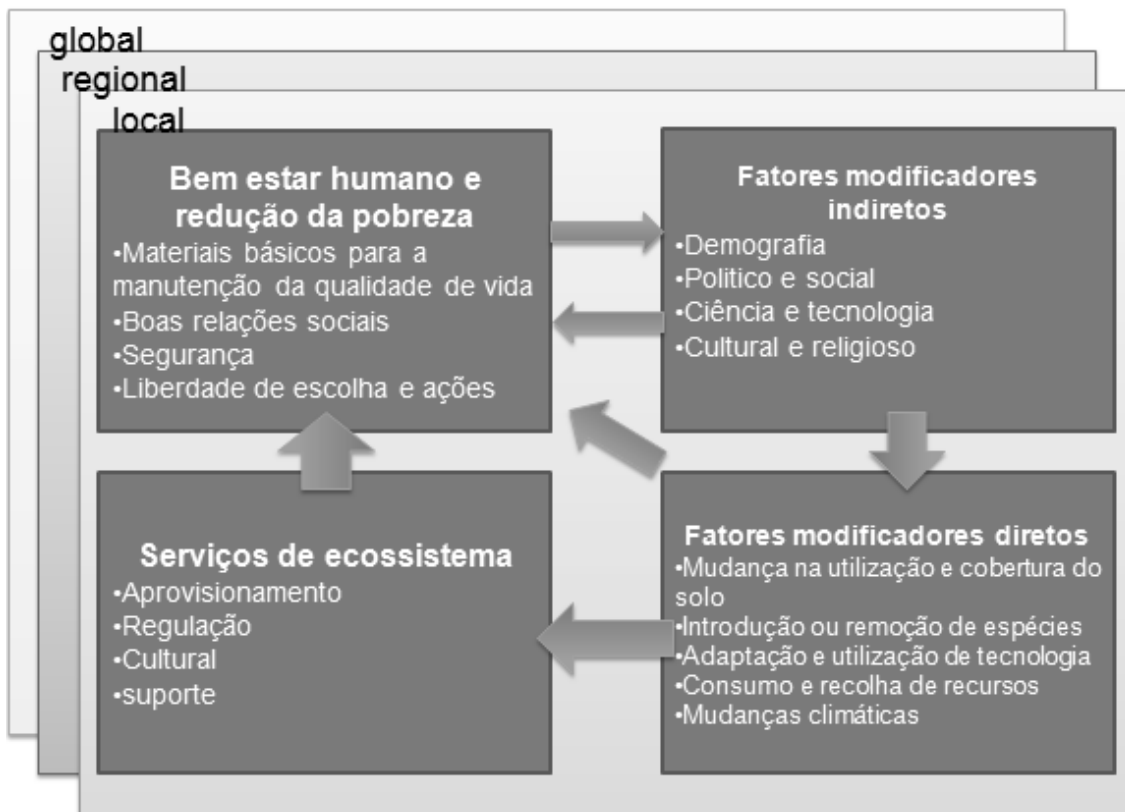 global
regional
local
Bem estar humano e
redução da pobreza
•Materiais básicos para a
manutenção da qualidade de vida
•Boas relações sociais
•Segurança
•Liberdade de escolha e ações
Fatores modificadores
indiretos
•Demografia
•Politico e social
•Ciência e tecnologia
•Cultural e religioso
Serviços de ecossistema
•Aprovisionamento
•Regulação
•Cultural
•suporte
Fatores modificadores diretos
•Mudança na utilização e cobertura do
solo
•Introdução ou remoção de espécies
•Adaptação e utilização de tecnologia
•Consumo e recolha de recursos
•Mudanças climáticas